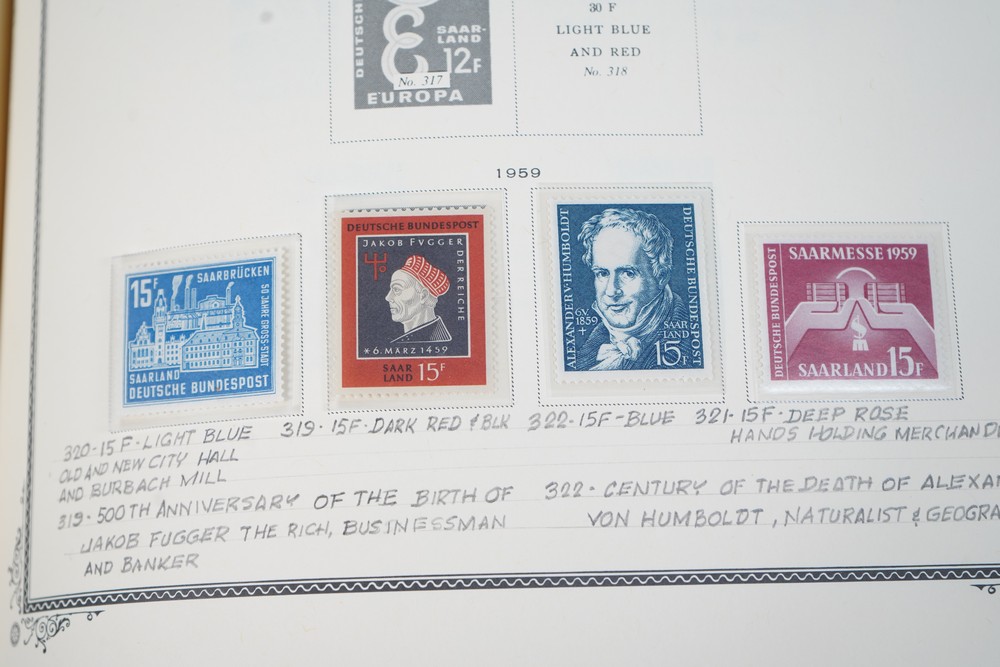 DEUTSCH
SAAR-
LAND
12F
No. 317
EUROPA
30 F
LIGHT BLUE
AND RED
No. 318
1959
15F
SAARBRÜCKEN
50 JAHRE GROSS-STADT
SAARLAND
DEUTSCHE BUNDESPOST
DEUTSCHE BUNDESPOST
JAKOB FVGGER
DER REICHE
*6. MÄRZ 1459
SAAR
LAND 15F
ALEXANDER V. HUMBOLDT
6.V.
1859
+
SAAR
LAND
15F
DEUTSCHE BUNDESPOST
SAARMESSE 1959
DEUTSCHE BUNDESPOST
SAARLAND 15F
320-15F-LIGHT BLUE
OLD AND NEW CITY HALL
AND BURBACH MILL
319-15F-DARK RED & BLK
322-15F-BLUE
321-15F-DEEP ROSE
HANDS HOLDING MERCHANDI
319-500TH ANNIVERSARY OF THE BIRTH OF
JAKOB FUGGER THE RICH, BUSINESSMAN
AND BANKER
322- CENTURY OF THE DEATH OF ALEXAN
VON HUMBOLDT, NATURALIST & GEOGRA